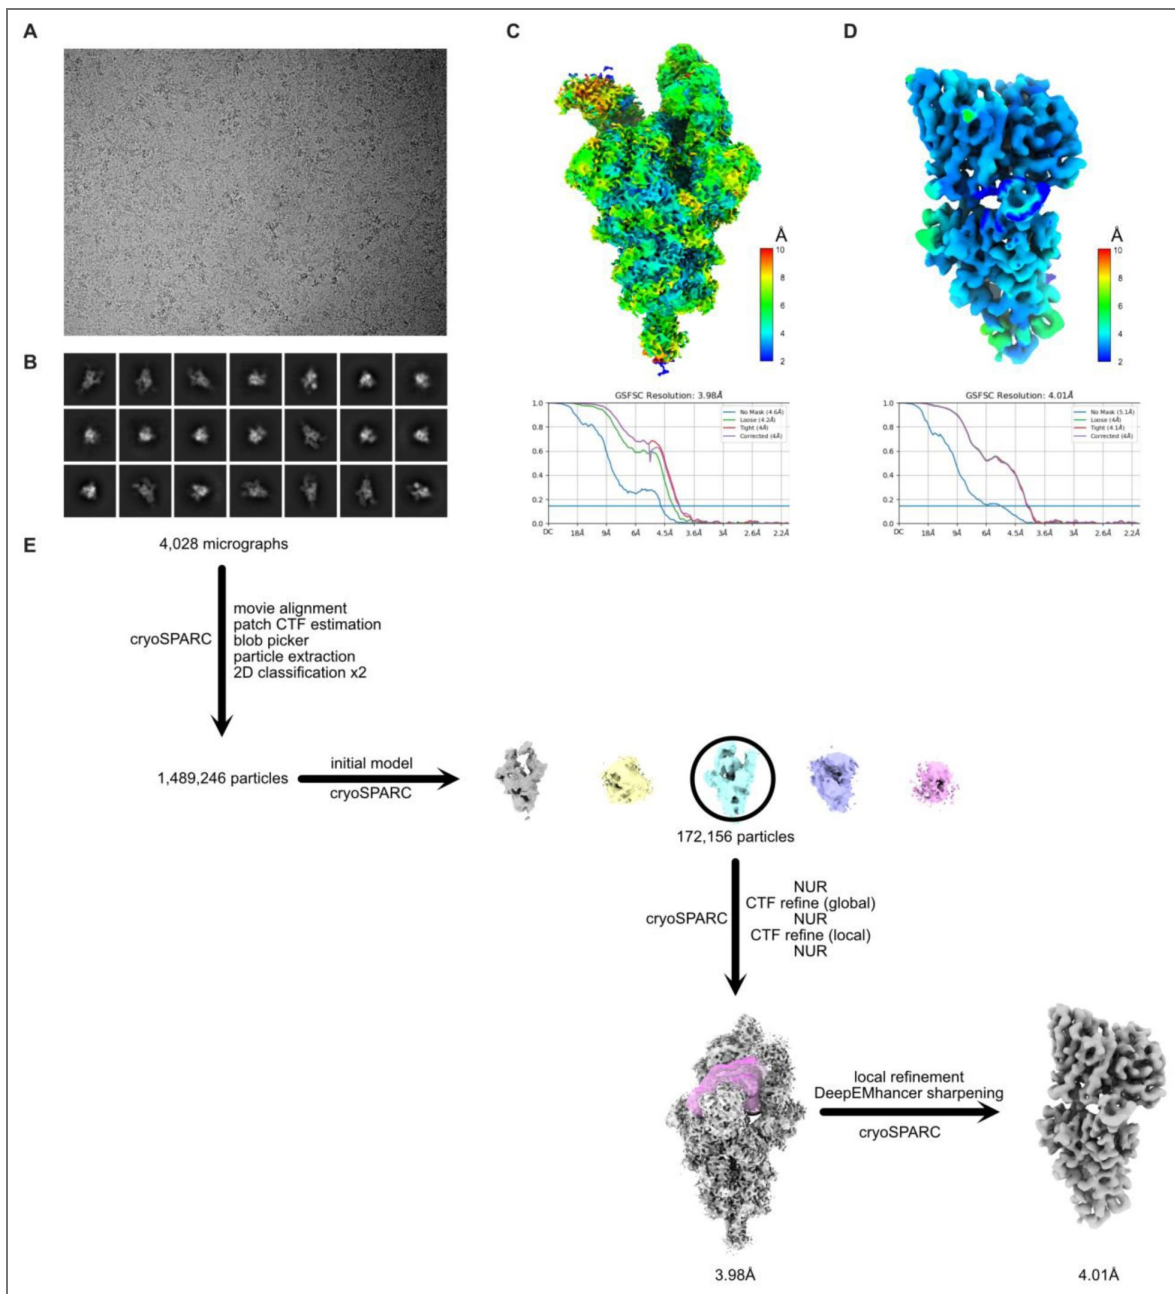 A
C
D
Å
10
8
6
4
2
Å
10
8
6
4
2
B
GSFSC Resolution: 3.98Å
1.0
0.8
0.6
0.4
0.2
0.0
No Mask (4.6Å)
Loose (4.2Å)
Tight (4Å)
Corrected (4Å)
DC 18Å 9Å 6Å 4.5Å 3.6Å 3Å 2.6Å 2.2Å
GSFSC Resolution: 4.01Å
1.0
0.8
0.6
0.4
0.2
0.0
No Mask (5.1Å)
Loose (4Å)
Tight (4.1Å)
Corrected (4Å)
DC 18Å 9Å 6Å 4.5Å 3.6Å 3Å 2.6Å 2.2Å
E
4,028 micrographs
cryoSPARC
movie alignment
patch CTF estimation
blob picker
particle extraction
2D classification x2
1,489,246 particles
initial model
cryoSPARC
172,156 particles
cryoSPARC
NUR
CTF refine (global)
NUR
CTF refine (local)
NUR
local refinement
DeepEMhancer sharpening
cryoSPARC
3.98Å
4.01Å